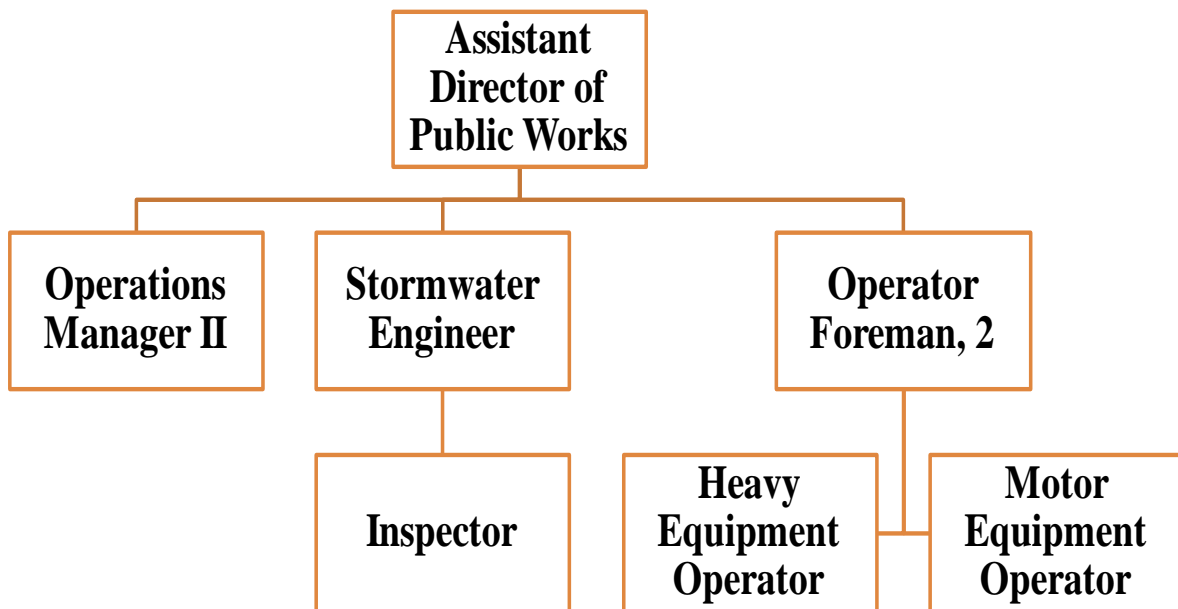 Assistant
Director of
Public Works
Operations
Manager II
Stormwater
Engineer
Operator
Foreman, 2
Inspector
Heavy
Equipment
Operator
Motor
Equipment
Operator